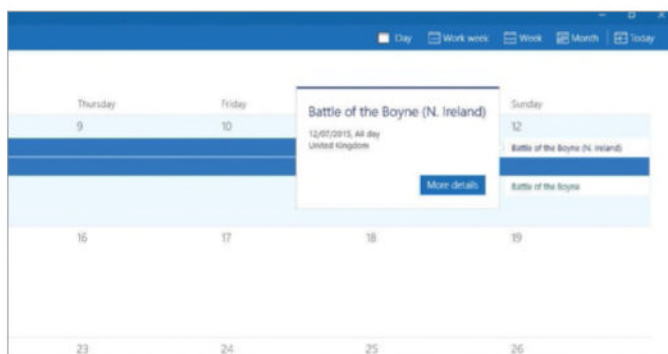 Day Work week Week Month Today
Thursday Friday Sunday
9 10 12
Battle of the Boyne (N. Ireland)
12/07/2015, All day
United Kingdom
More details
Battle of the Boyne (N. Ireland)
Battle of the Boyne
16 17 18 19
23 24 25 26